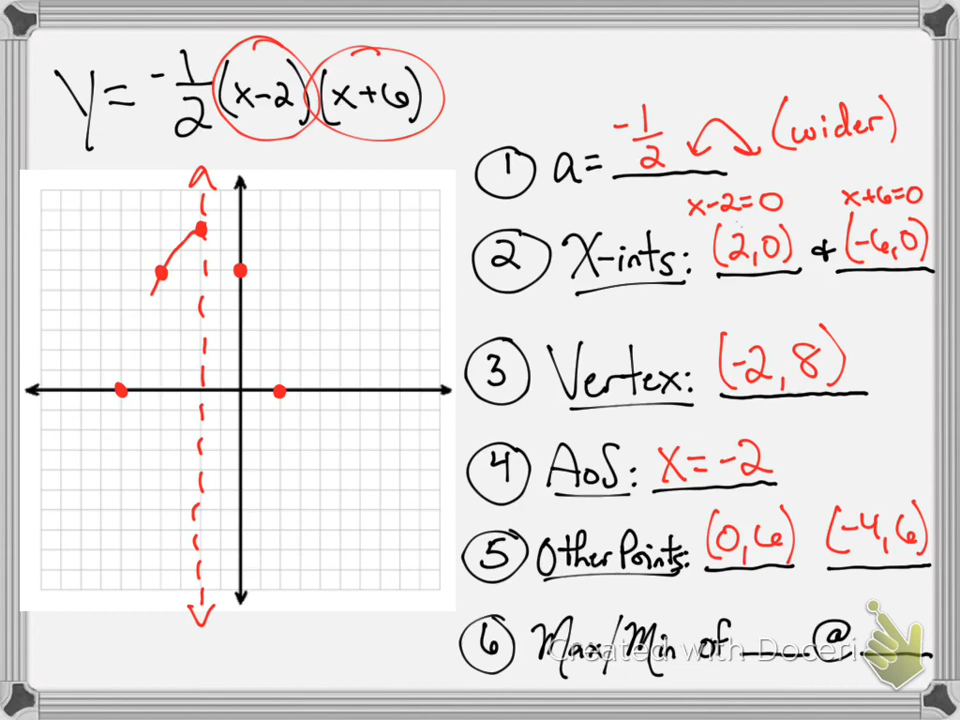 y = -1/2 (x-2)(x+6)
① a = -1/2 (wider)
x-2=0 x+6=0
② X-ints: (2,0) & (-6,0)
③ Vertex: (-2,8)
④ AoS: x=-2
⑤ Other Points: (0,6) (-4,6)
⑥ Max/Min of ____ @ ____
Created with Doceri